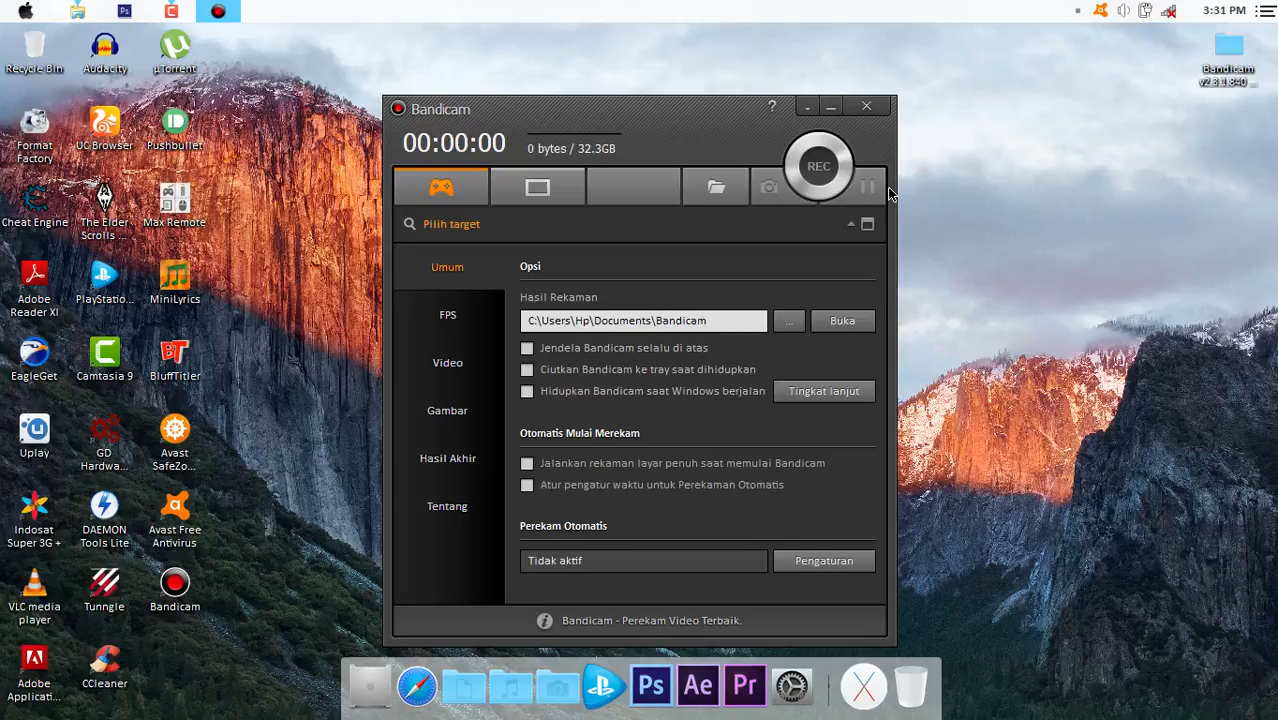 3:31 PM
Recycle Bin
Audacity
µTorrent
Bandicam
v2.3.1.840 ...
Format
Factory
UC Browser
Pushbullet
Cheat Engine
The Elder
Scrolls ...
Max Remote
Adobe
Reader XI
PlayStatio...
MiniLyrics
EagleGet
Camtasia 9
BluffTitler
Uplay
GD
Hardwa...
Avast
SafeZo...
Indosat
Super 3G +
DAEMON
Tools Lite
Avast Free
Antivirus
VLC media
player
Tunngle
Bandicam
Adobe
Applicati...
CCleaner
Bandicam
?
00:00:00
0 bytes / 32.3GB
REC
Pilih target
Umum
FPS
Video
Gambar
Hasil Akhir
Tentang
Opsi
Hasil Rekaman
C:\Users\Hp\Documents\Bandicam
...
Buka
Jendela Bandicam selalu di atas
Ciutkan Bandicam ke tray saat dihidupkan
Hidupkan Bandicam saat Windows berjalan
Tingkat lanjut
Otomatis Mulai Merekam
Jalankan rekaman layar penuh saat memulai Bandicam
Atur pengatur waktu untuk Perekaman Otomatis
Perekam Otomatis
Tidak aktif
Pengaturan
Bandicam - Perekam Video Terbaik.
Ps
Ae
Pr